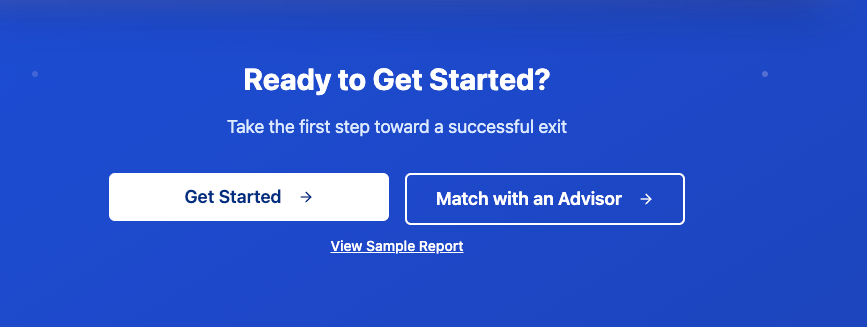 Ready to Get Started?
Take the first step toward a successful exit
Get Started →
Match with an Advisor →
View Sample Report